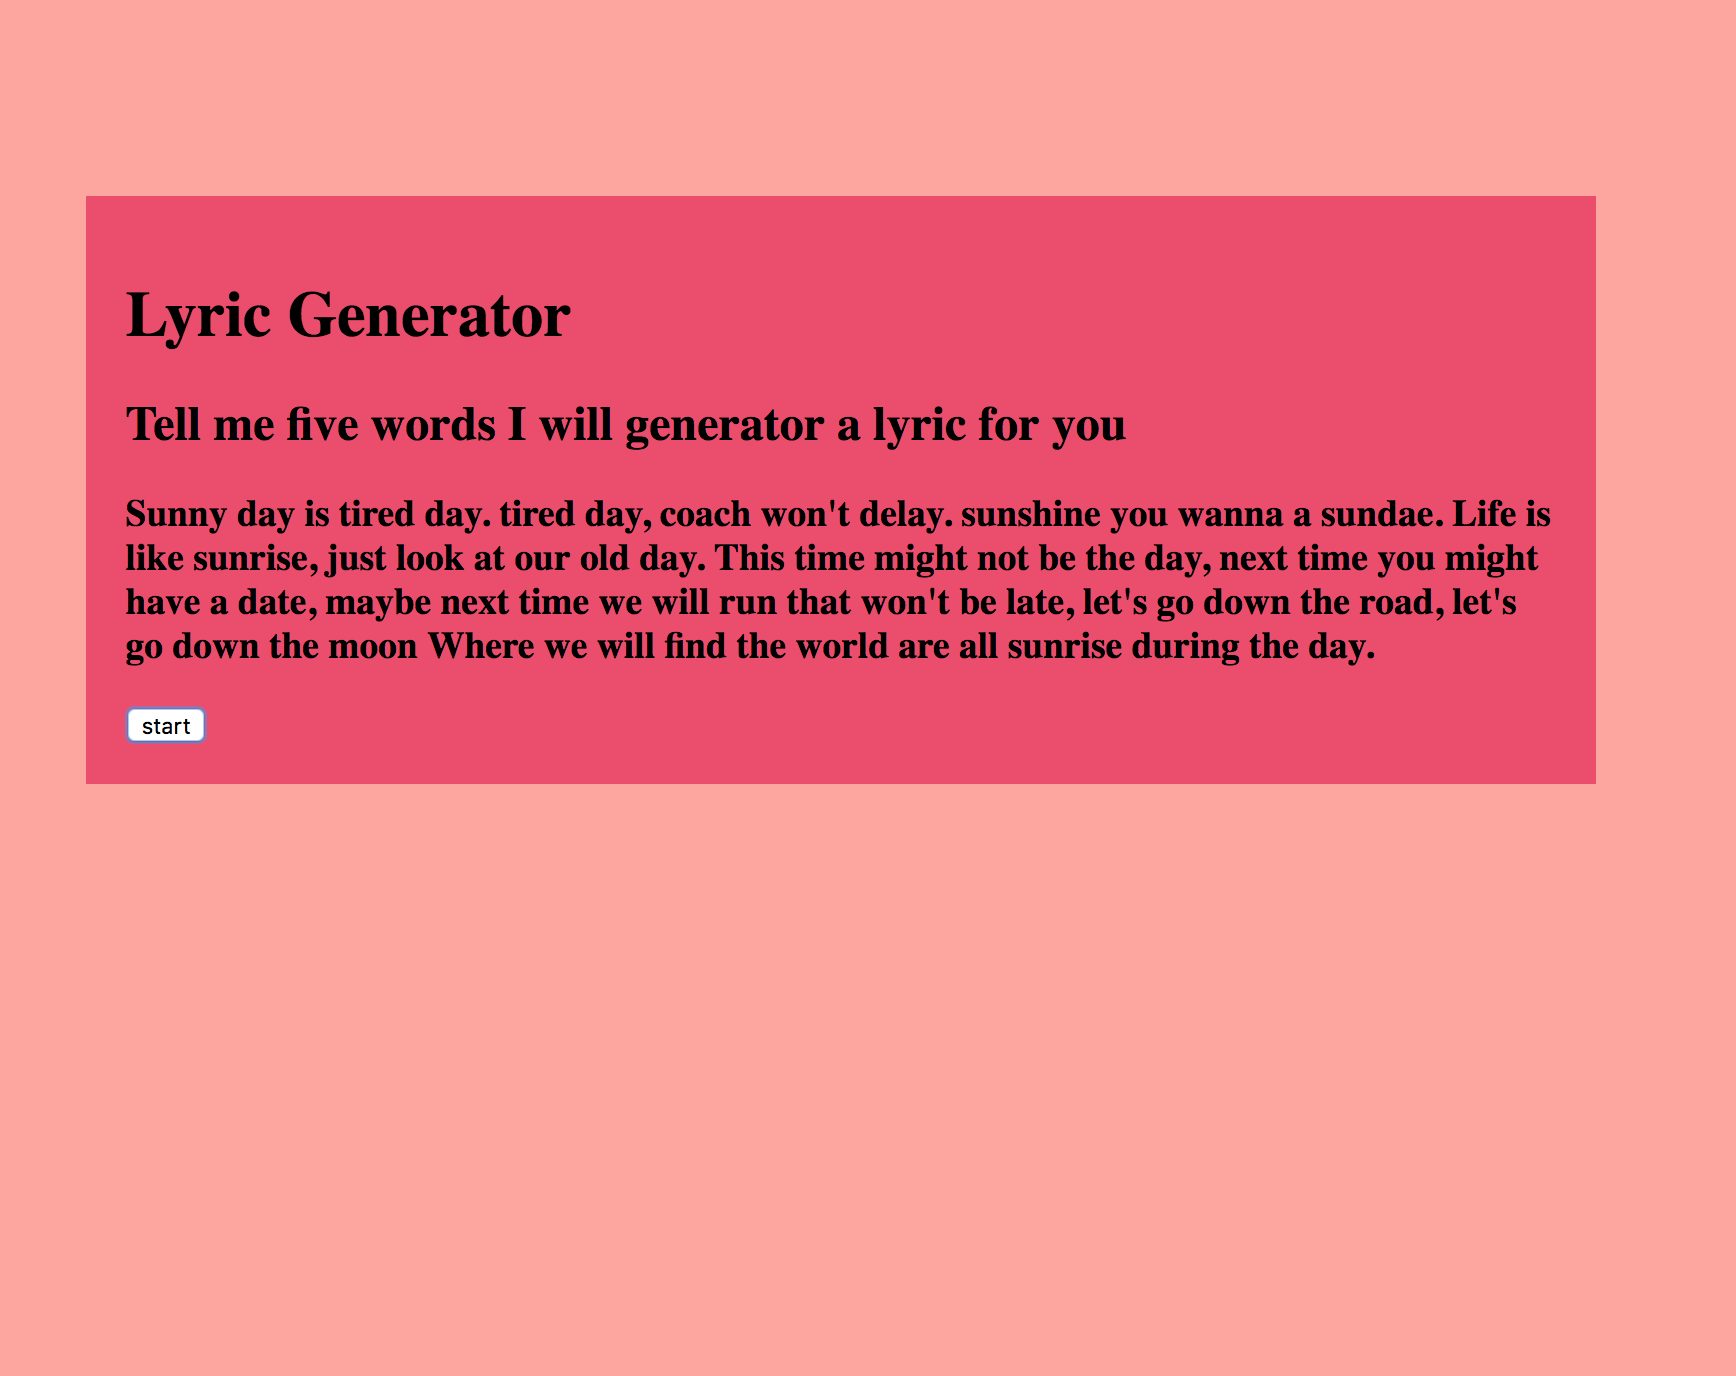 Lyric Generator
Tell me five words I will generator a lyric for you
Sunny day is tired day. tired day, coach won't delay. sunshine you wanna a sundae. Life is
like sunrise, just look at our old day. This time might not be the day, next time you might
have a date, maybe next time we will run that won't be late, let's go down the road, let's
go down the moon Where we will find the world are all sunrise during the day.
start